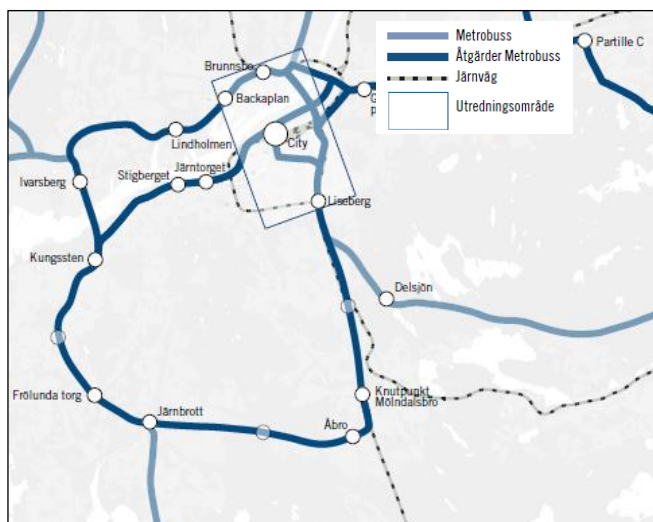 Metrobuss
Åtgärder Metrobuss
Järnväg
Utredningsområde
Partille C
Brunnsbo
Backaplan
Lindholmen
City
Ivarsberg
Stigberget
Järntorget
Liseberg
Kungssten
Delsjön
Frölunda torg
Järnbrott
Knutpunkt
Mölndalsbro
Åbro